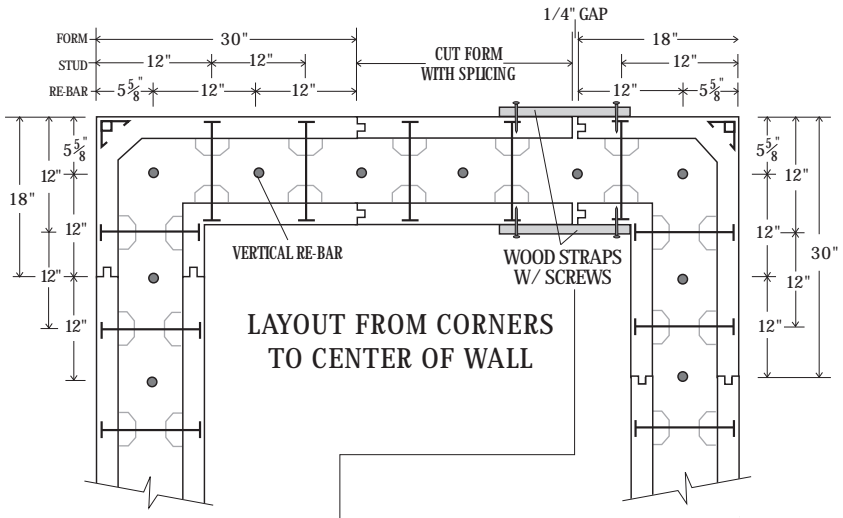 1/4" GAP
FORM 30" 18"
STUD 12" 12" CUT FORM 12"
WITH SPLICING
RE-BAR 5 5/8" 12" 12" 12" 5 5/8"
5 5/8" 5 5/8"
12" 12"
18"
12" VERTICAL RE-BAR WOOD STRAPS 12" 30"
W/ SCREWS
12" 12"
12" 12"
LAYOUT FROM CORNERS
TO CENTER OF WALL